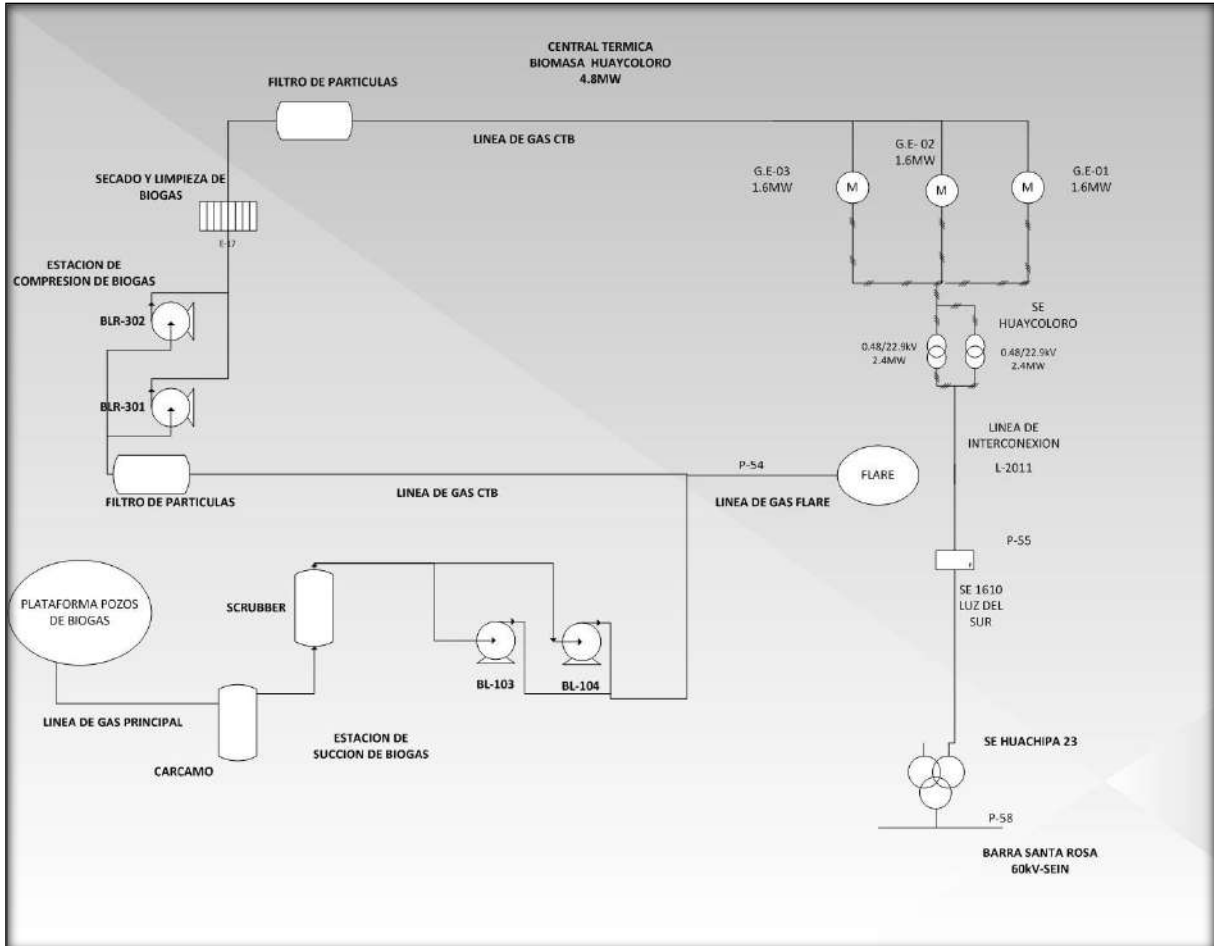 CENTRAL TERMICA
BIOMASA HUAYCOLORO
4.8MW
FILTRO DE PARTICULAS
LINEA DE GAS CTB
G.E-03
1.6MW
G.E- 02
1.6MW
G.E-01
1.6MW
M
M
M
SECADO Y LIMPIEZA DE
BIOGAS
E-17
ESTACION DE
COMPRESION DE BIOGAS
BLR-302
BLR-301
SE
HUAYCOLORO
0.48/22.9kV
2.4MW
0.48/22.9kV
2.4MW
LINEA DE
INTERCONEXION
L-2011
FILTRO DE PARTICULAS
LINEA DE GAS CTB
P-54
LINEA DE GAS FLARE
FLARE
P-55
SE 1610
LUZ DEL
SUR
PLATAFORMA POZOS
DE BIOGAS
SCRUBBER
BL-103
BL-104
LINEA DE GAS PRINCIPAL
CARCAMO
ESTACION DE
SUCCION DE BIOGAS
SE HUACHIPA 23
P-58
BARRA SANTA ROSA
60kV-SEIN